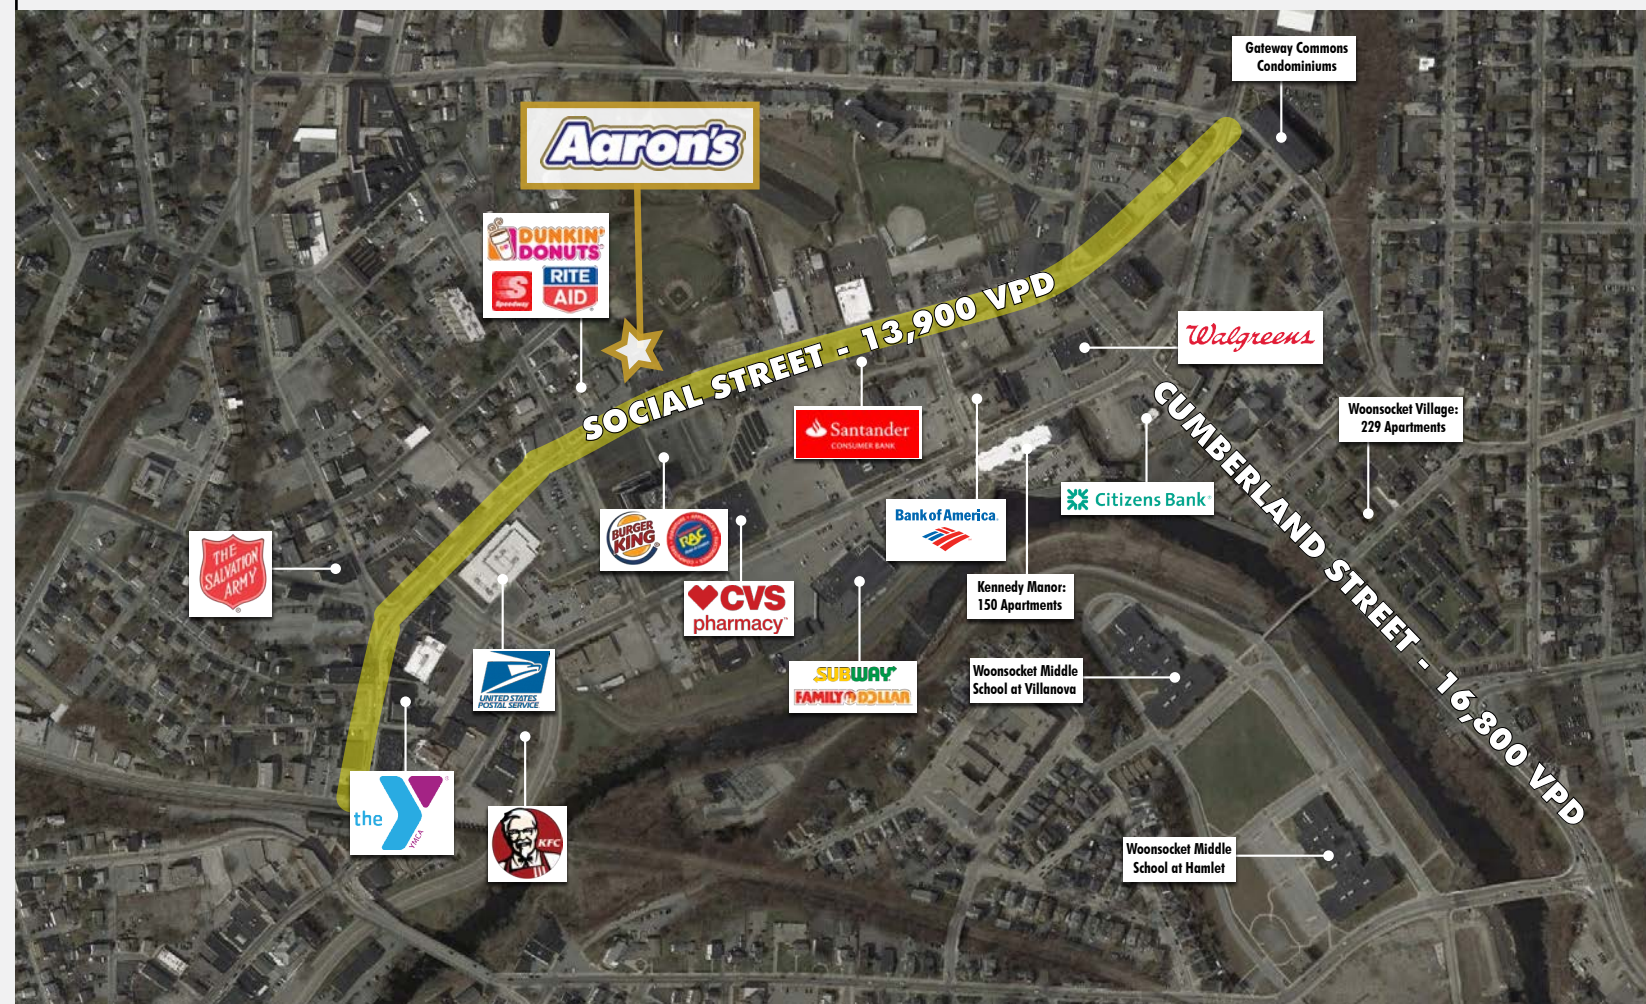 Gateway Commons
Condominiums
Aaron's
DUNKIN'
DONUTS
Speedway
RITE
AID
SOCIAL STREET - 13,900 VPD
Walgreens
CUMBERLAND STREET - 16,800 VPD
Woonsocket Village:
229 Apartments
Santander
CONSUMER BANK
Citizens Bank
Bank of America
BURGER
KING
RAC
THE
SALVATION
ARMY
CVS
pharmacy
Kennedy Manor:
150 Apartments
UNITED STATES
POSTAL SERVICE
SUBWAY
FAMILY DOLLAR
Woonsocket Middle
School at Villanova
the
YMCA
KFC
Woonsocket Middle
School at Hamlet